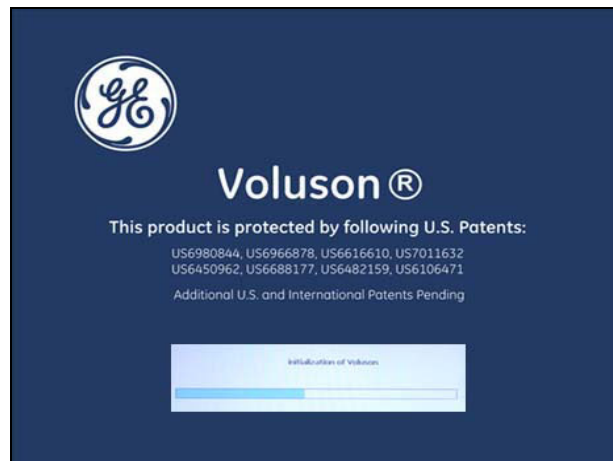 GE
Voluson ®
This product is protected by following U.S. Patents:
US6980844, US6966878, US6616610, US7011632
US6450962, US6688177, US6482159, US6106471
Additional U.S. and International Patents Pending
initialization of Voluson